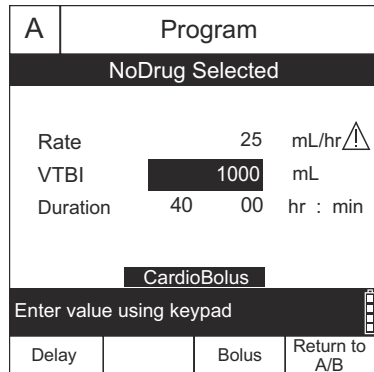 A Program
NoDrug Selected
Rate 25 mL/hr
VTBI 1000 mL
Duration 40 00 hr : min
CardioBolus
Enter value using keypad
Delay Bolus Return to
A/B